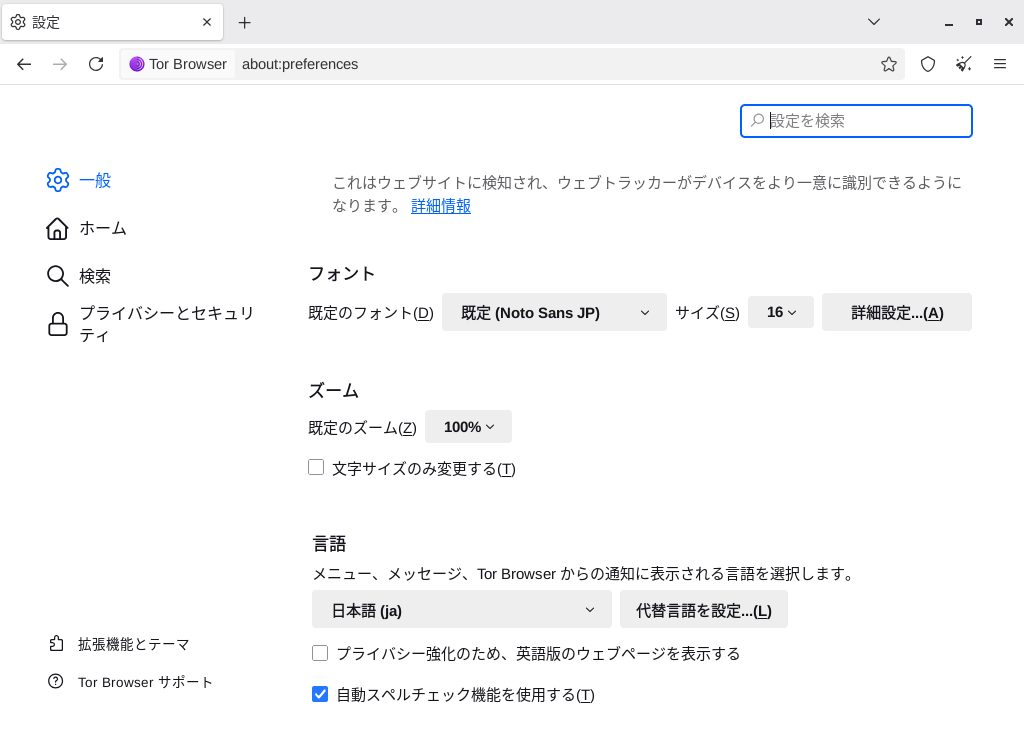 設定
Tor Browser about:preferences
設定を検索
一般
ホーム
検索
プライバシーとセキュリ
ティ
拡張機能とテーマ
Tor Browser サポート
これはウェブサイトに検知され、ウェブトラッカーがデバイスをより一意に識別できるように
なります。 詳細情報
フォント
既定のフォント(D) 既定 (Noto Sans JP) サイズ(S) 16 詳細設定...(A)
ズーム
既定のズーム(Z) 100%
文字サイズのみ変更する(T)
言語
メニュー、メッセージ、Tor Browser からの通知に表示される言語を選択します。
日本語 (ja) 代替言語を設定...(L)
プライバシー強化のため、英語版のウェブページを表示する
自動スペルチェック機能を使用する(T)